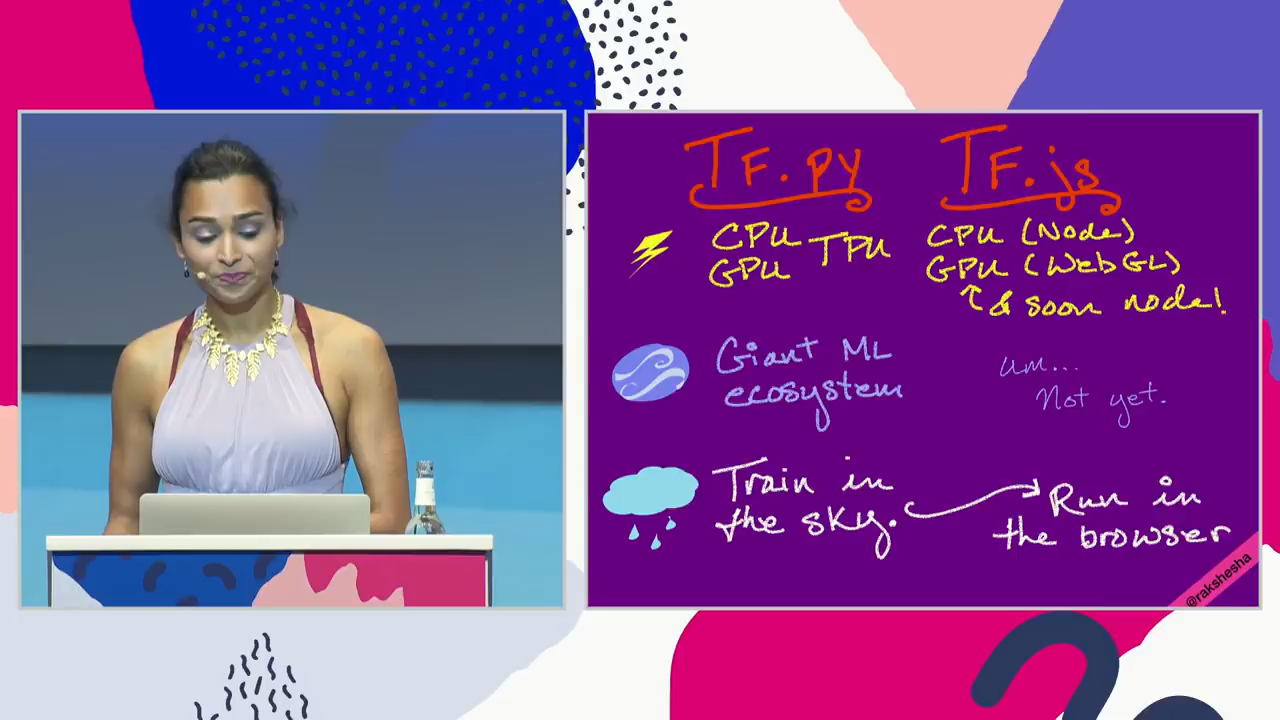 TF.py
TF.js
CPU
GPU
TPU
CPU (Node)
GPU (WebGL)
↑ & soon node!
Giant ML
ecosystem
um...
Not yet.
Train in
the sky.
Run in
the browser
@rakshesha